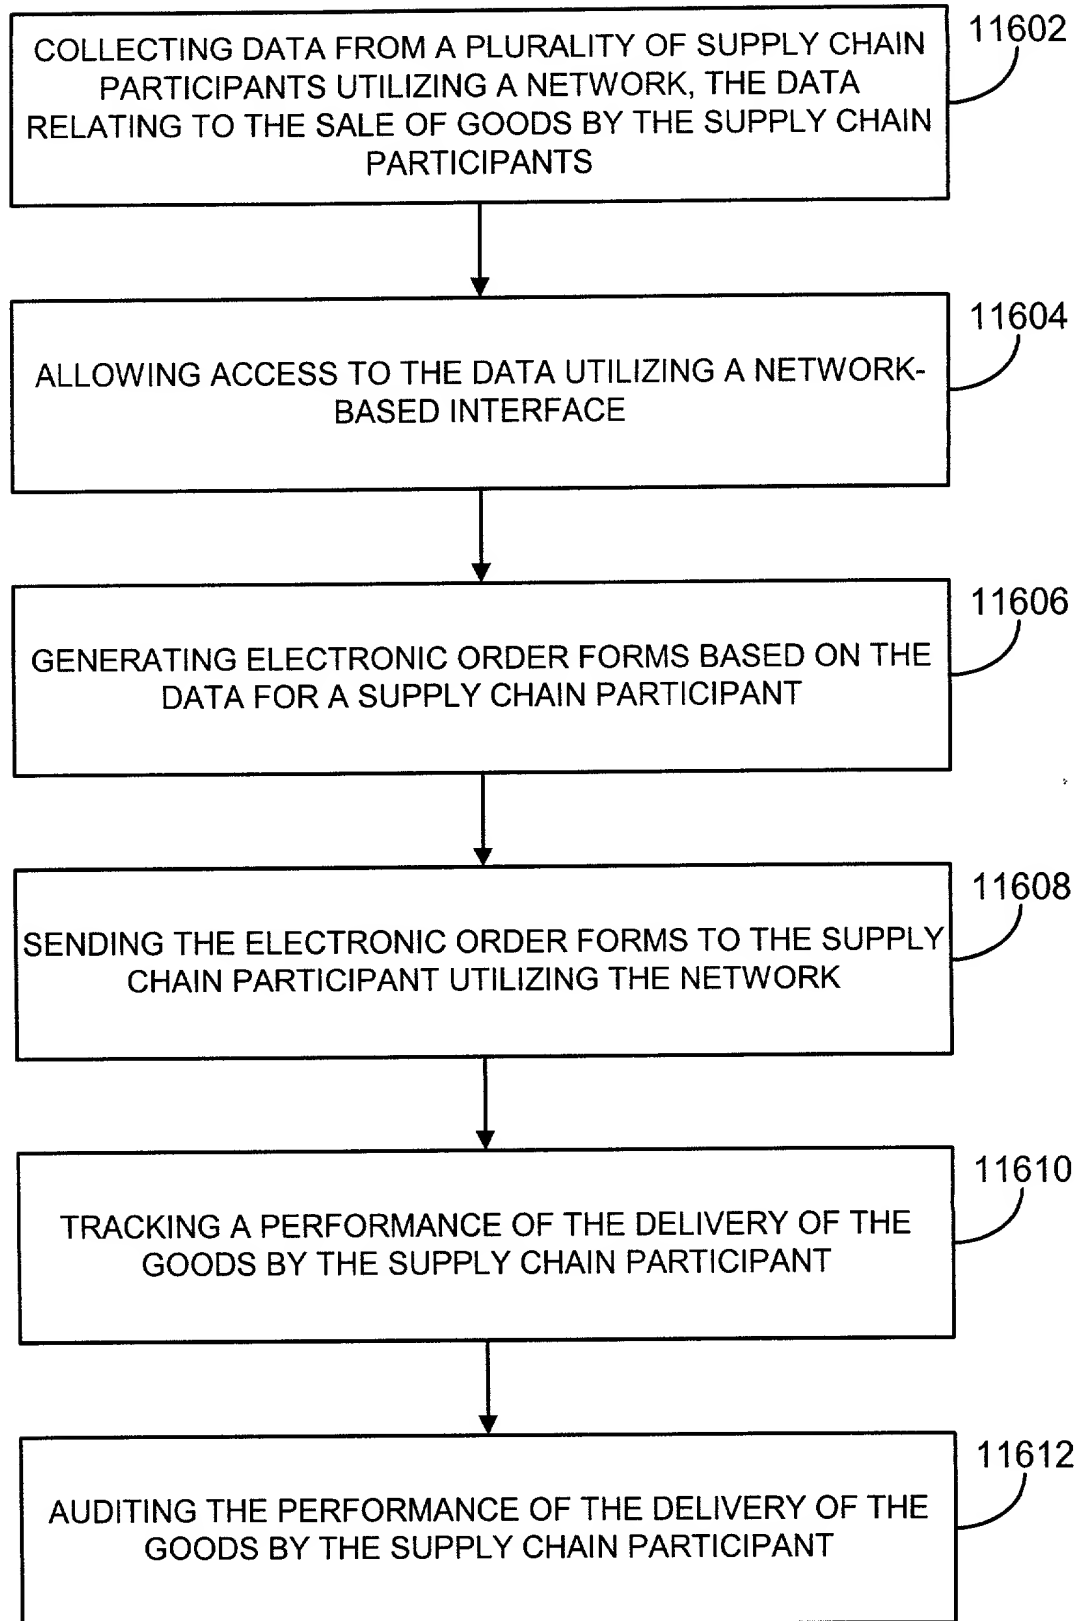 COLLECTING DATA FROM A PLURALITY OF SUPPLY CHAIN
PARTICIPANTS UTILIZING A NETWORK, THE DATA
RELATING TO THE SALE OF GOODS BY THE SUPPLY CHAIN
PARTICIPANTS
11602
ALLOWING ACCESS TO THE DATA UTILIZING A NETWORK-
BASED INTERFACE
11604
GENERATING ELECTRONIC ORDER FORMS BASED ON THE
DATA FOR A SUPPLY CHAIN PARTICIPANT
11606
SENDING THE ELECTRONIC ORDER FORMS TO THE SUPPLY
CHAIN PARTICIPANT UTILIZING THE NETWORK
11608
TRACKING A PERFORMANCE OF THE DELIVERY OF THE
GOODS BY THE SUPPLY CHAIN PARTICIPANT
11610
AUDITING THE PERFORMANCE OF THE DELIVERY OF THE
GOODS BY THE SUPPLY CHAIN PARTICIPANT
11612